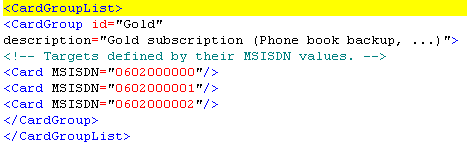 <CardGroupList>
<CardGroup id="Gold"
description="Gold subscription (Phone book backup, ...)">
<!-- Targets defined by their MSISDN values. -->
<Card MSISDN="0602000000"/>
<Card MSISDN="0602000001"/>
<Card MSISDN="0602000002"/>
</CardGroup>
</CardGroupList>